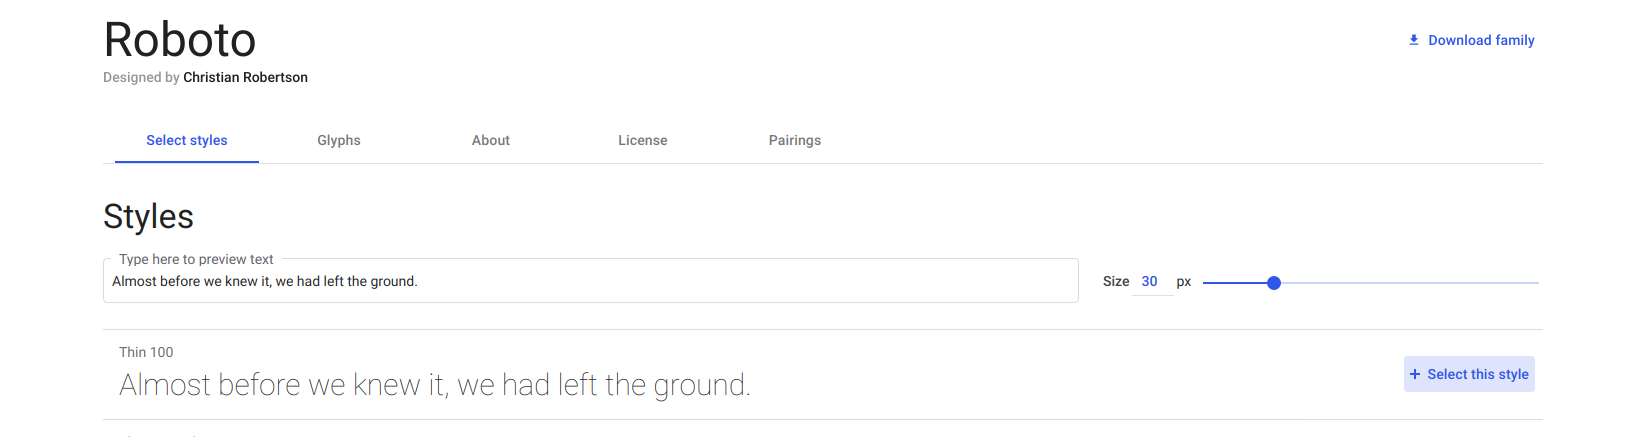 Roboto
Download family
Designed by Christian Robertson
Select styles
Glyphs
About
License
Pairings
Styles
Type here to preview text
Almost before we knew it, we had left the ground.
Size 30 px
Thin 100
Almost before we knew it, we had left the ground.
+ Select this style